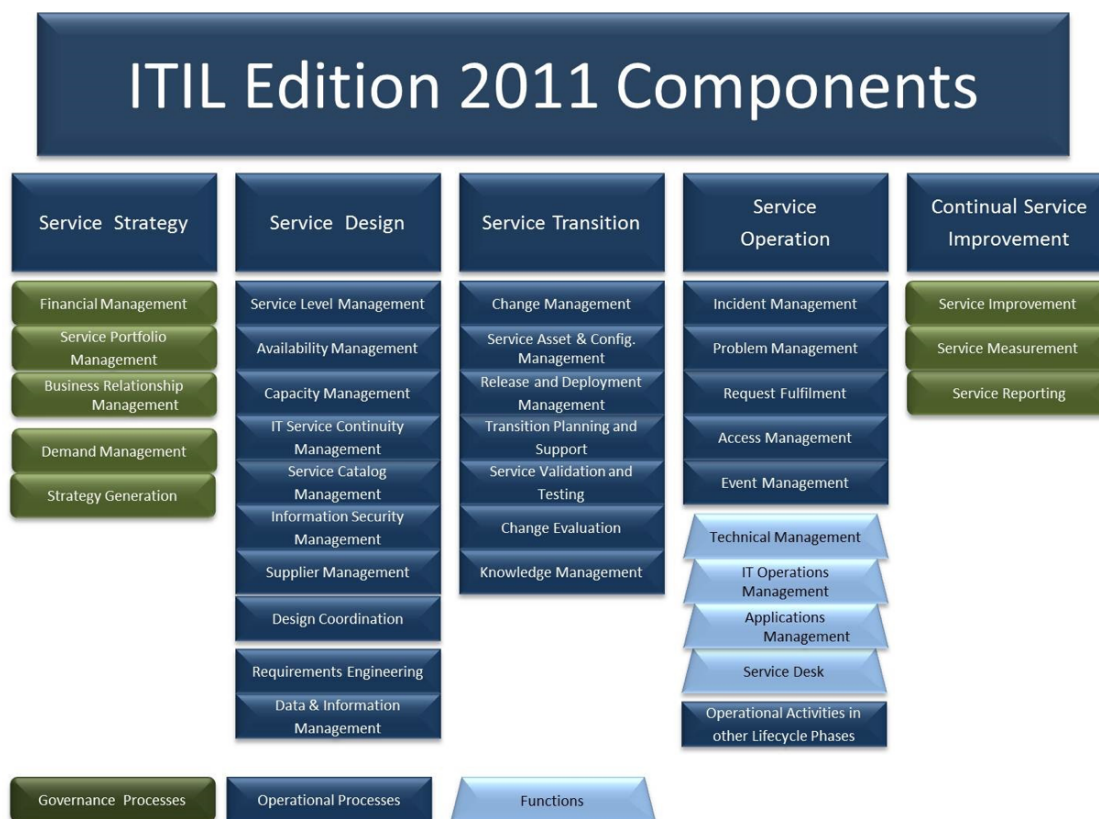 ITIL Edition 2011 Components
Service Strategy
Financial Management
Service Portfolio
Management
Business Relationship
Management
Demand Management
Strategy Generation
Service Design
Service Level Management
Availability Management
Capacity Management
IT Service Continuity
Management
Service Catalog
Management
Information Security
Management
Supplier Management
Design Coordination
Requirements Engineering
Data & Information
Management
Service Transition
Change Management
Service Asset & Config.
Management
Release and Deployment
Management
Transition Planning and
Support
Service Validation and
Testing
Change Evaluation
Knowledge Management
Service
Operation
Incident Management
Problem Management
Request Fulfilment
Access Management
Event Management
Technical Management
IT Operations
Management
Applications
Management
Service Desk
Operational Activities in
other Lifecycle Phases
Continual Service
Improvement
Service Improvement
Service Measurement
Service Reporting
Governance Processes
Operational Processes
Functions